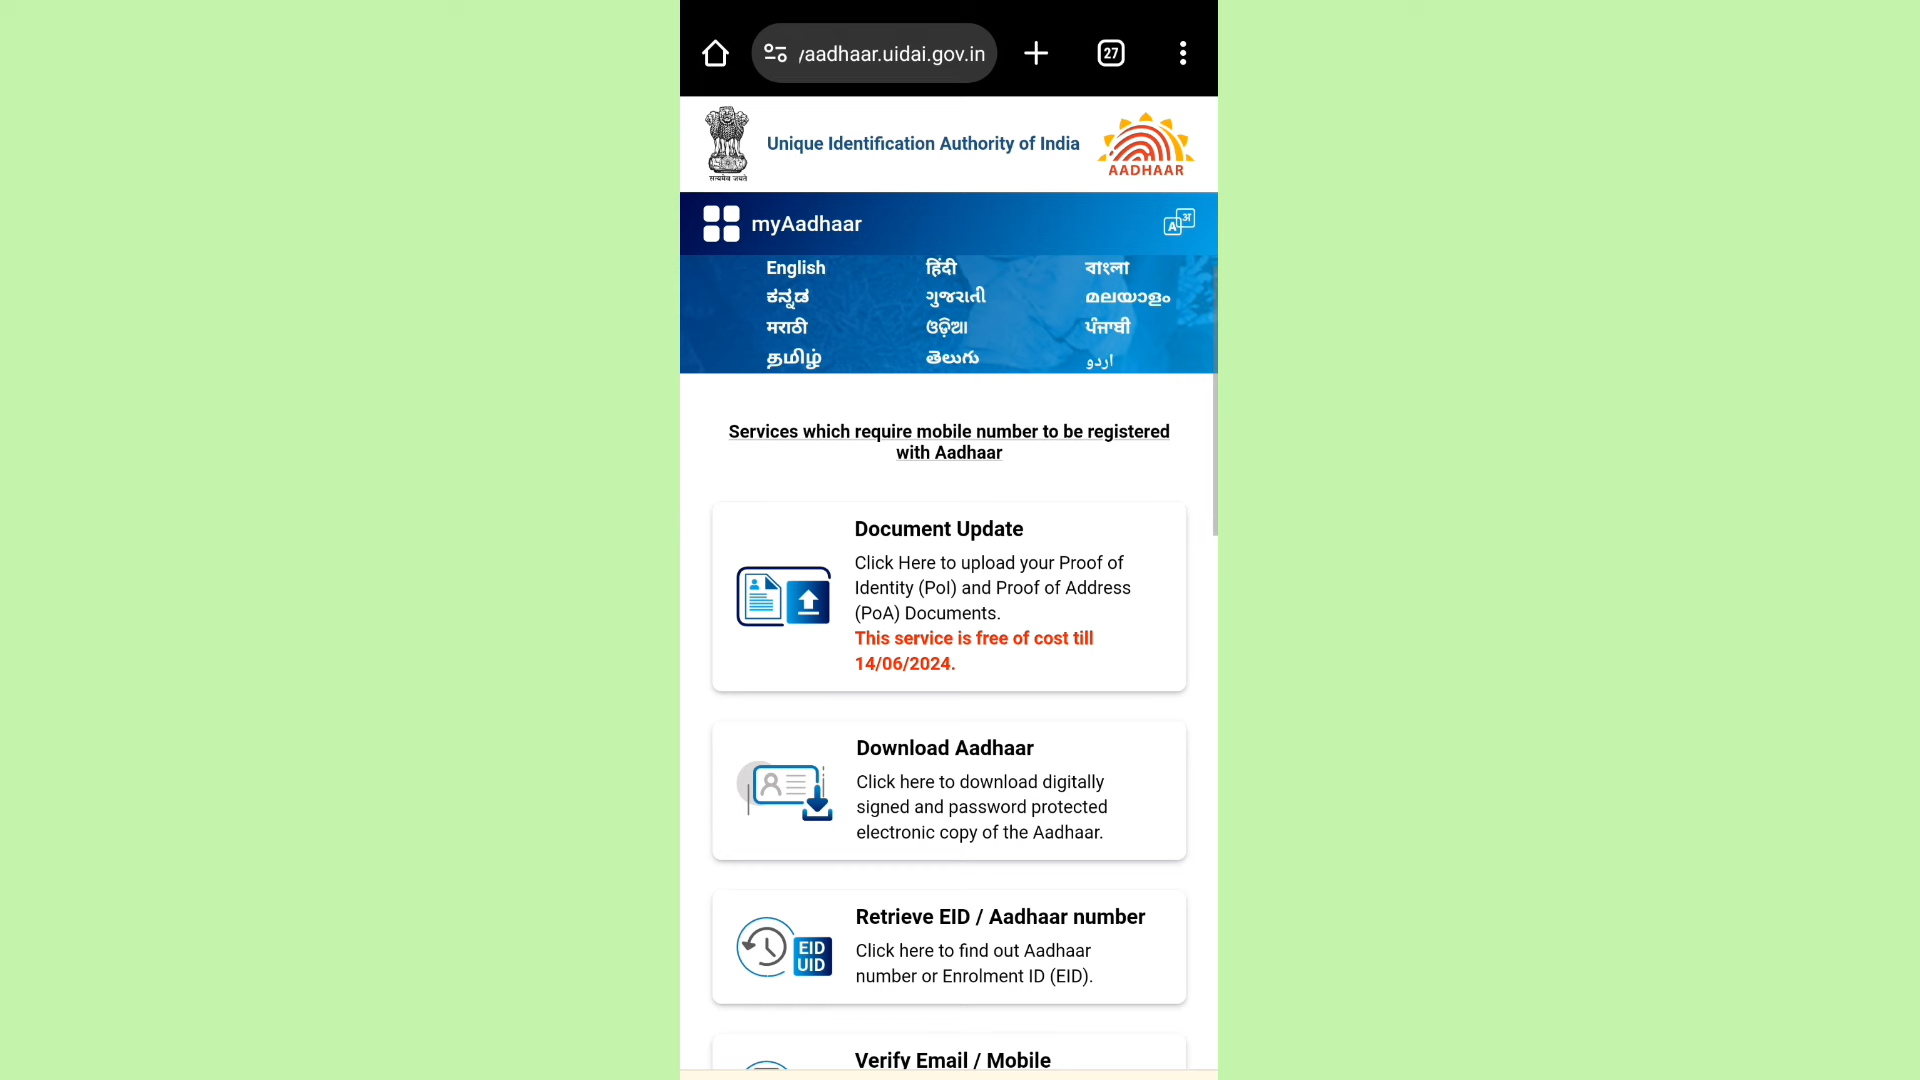 yaadhaar.uidai.gov.in
27
सत्यमेव जयते
Unique Identification Authority of India
AADHAAR
myAadhaar
A अ
English हिंदी বাংলা
ಕನ್ನಡ ગુજરાતી മലയാളം
मराठी ଓଡ଼ିଆ ਪੰਜਾਬੀ
தமிழ் తెలుగు اردو
Services which require mobile number to be registered
with Aadhaar
Document Update
Click Here to upload your Proof of
Identity (PoI) and Proof of Address
(PoA) Documents.
This service is free of cost till
14/06/2024.
Download Aadhaar
Click here to download digitally
signed and password protected
electronic copy of the Aadhaar.
Retrieve EID / Aadhaar number
EID
UID
Click here to find out Aadhaar
number or Enrolment ID (EID).
Verify Email / Mobile